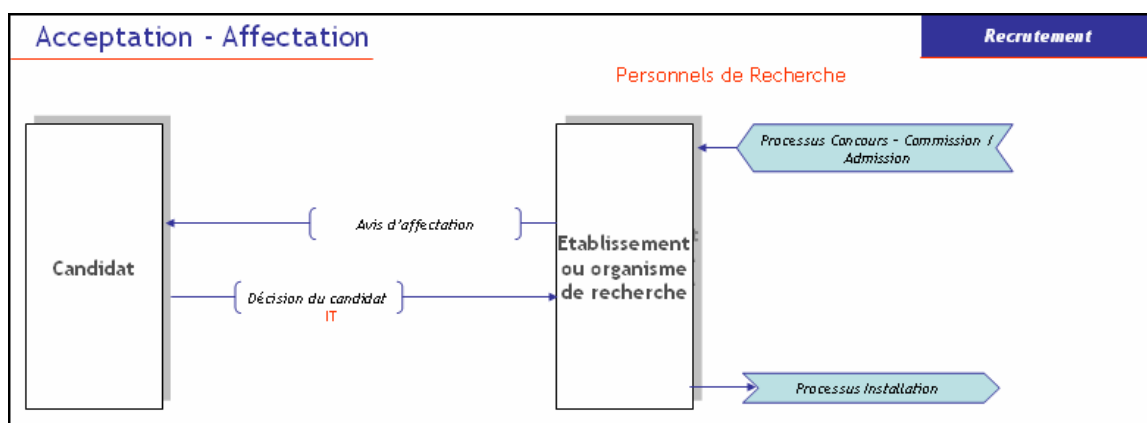 Acceptation - Affectation
Recrutement
Personnels de Recherche
Processus Concours - Commission /
Admission
Avis d'affectation
Candidat
Etablissement
ou organisme
de recherche
Décision du candidat
IT
Processus Installation